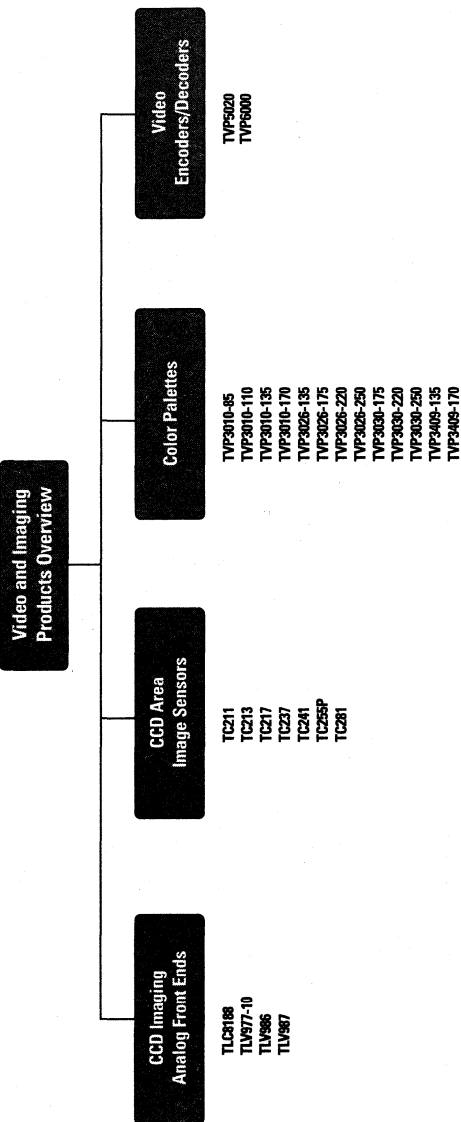 Video and Imaging
Products Overview
CCD Imaging
Analog Front Ends
TLC8188
TLV977-10
TLV986
TLV987
CCD Area
Image Sensors
TC211
TC213
TC217
TC237
TC241
TC255P
TC281
Color Palettes
TVP3010-85
TVP3010-110
TVP3010-135
TVP3010-170
TVP3026-135
TVP3026-175
TVP3026-220
TVP3026-250
TVP3030-175
TVP3030-220
TVP3030-250
TVP3409-135
TVP3409-170
Video
Encoders/Decoders
TVP5020
TVP6000